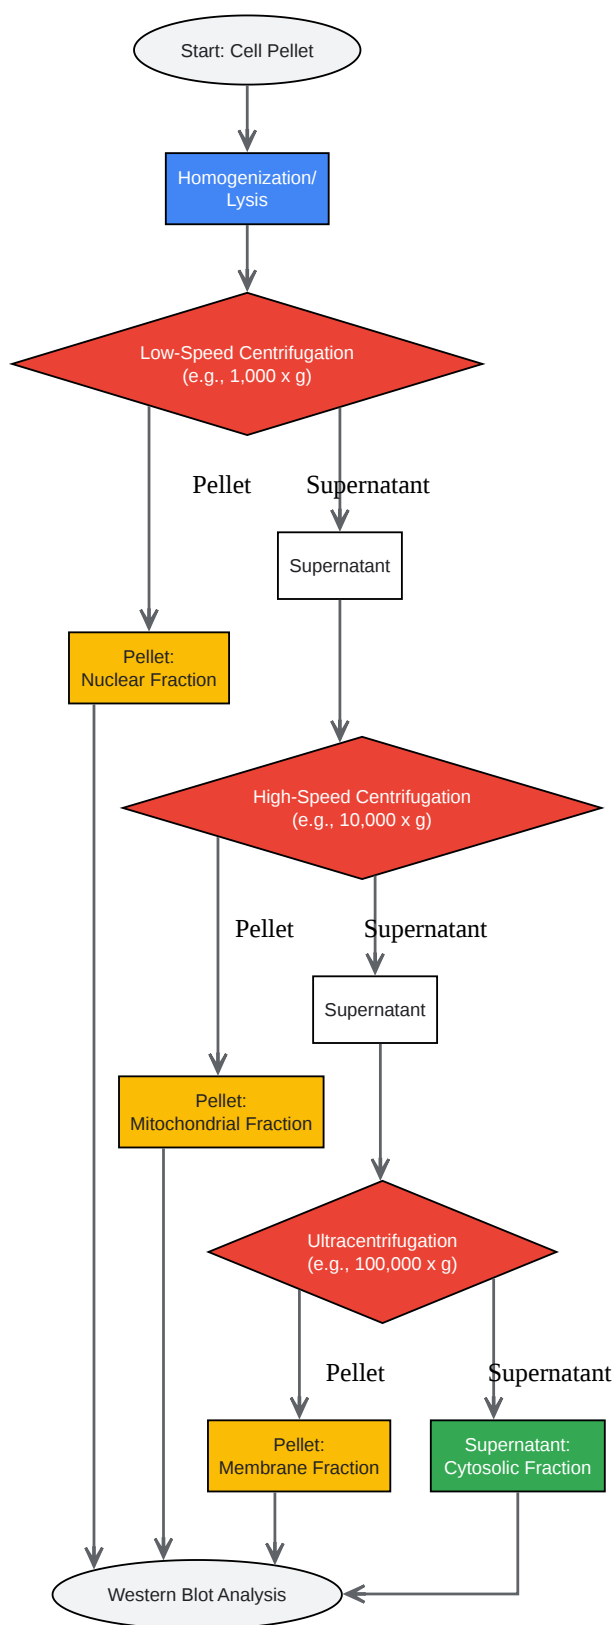 Start: Cell Pellet
Homogenization/
Lysis
Low-Speed Centrifugation
(e.g., 1,000 x g)
Pellet
Supernatant
Supernatant
Pellet:
Nuclear Fraction
High-Speed Centrifugation
(e.g., 10,000 x g)
Pellet
Supernatant
Supernatant
Pellet:
Mitochondrial Fraction
Ultracentrifugation
(e.g., 100,000 x g)
Pellet
Supernatant
Pellet:
Membrane Fraction
Supernatant:
Cytosolic Fraction
Western Blot Analysis